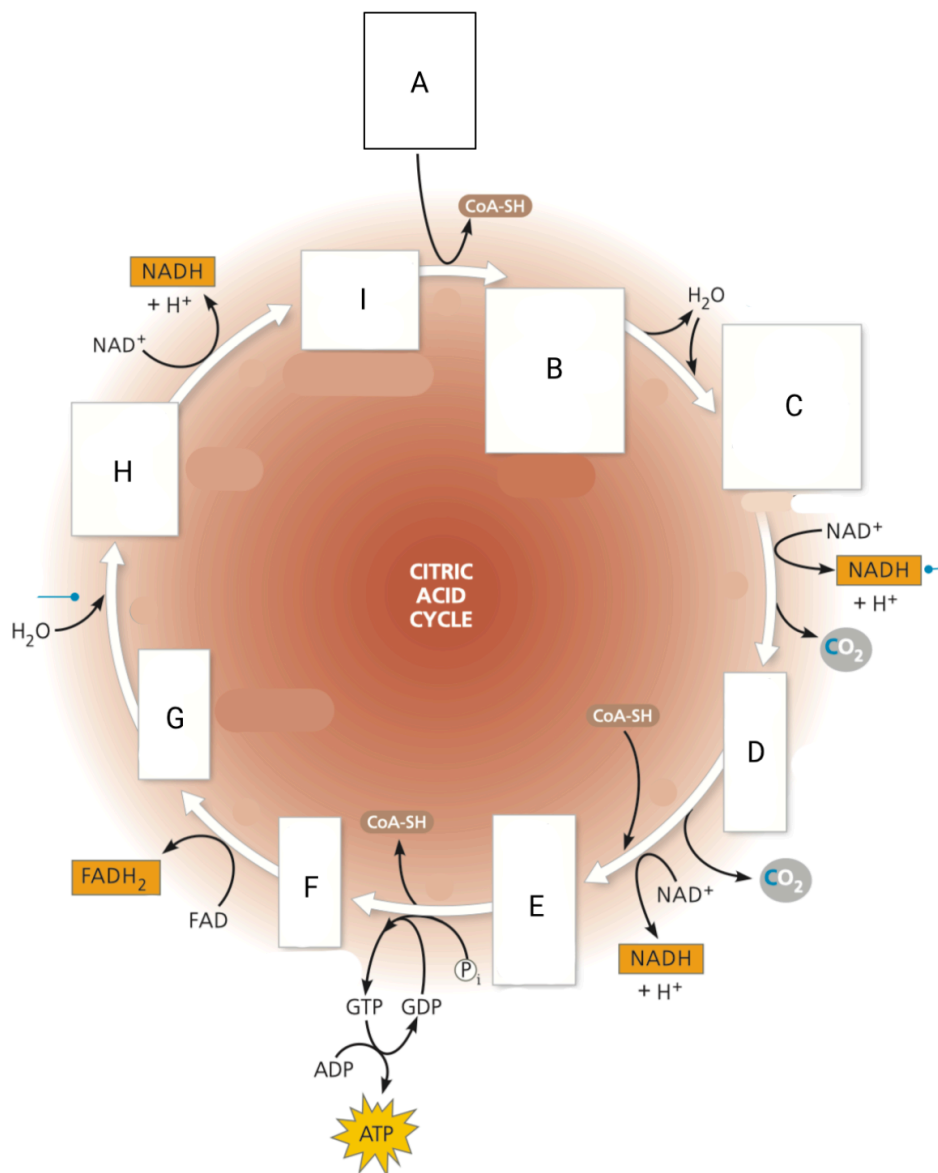 A
CoA-SH
NADH
+ H⁺
NAD⁺
I
H₂O
B
C
H
NAD⁺
NADH
+ H⁺
CO₂
CITRIC
ACID
CYCLE
H₂O
G
CoA-SH
D
CoA-SH
CO₂
FADH₂
FAD
F
E
NAD⁺
NADH
+ H⁺
Pi
GTP
GDP
ADP
ATP